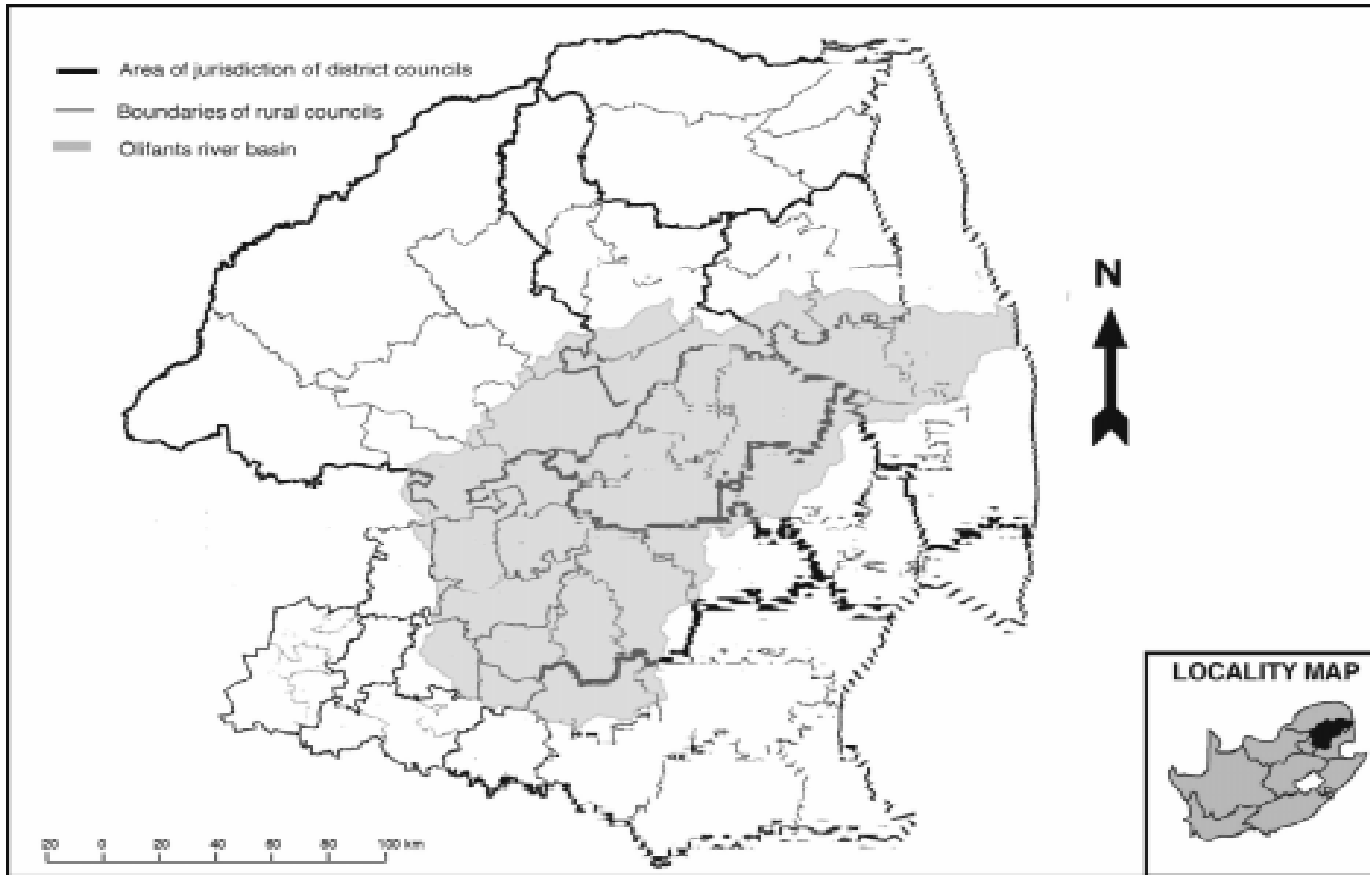 Area of jurisdiction of district councils
Boundaries of rural councils
Olifants river basin
N
LOCALITY MAP
20 0 20 40 60 80 100 km